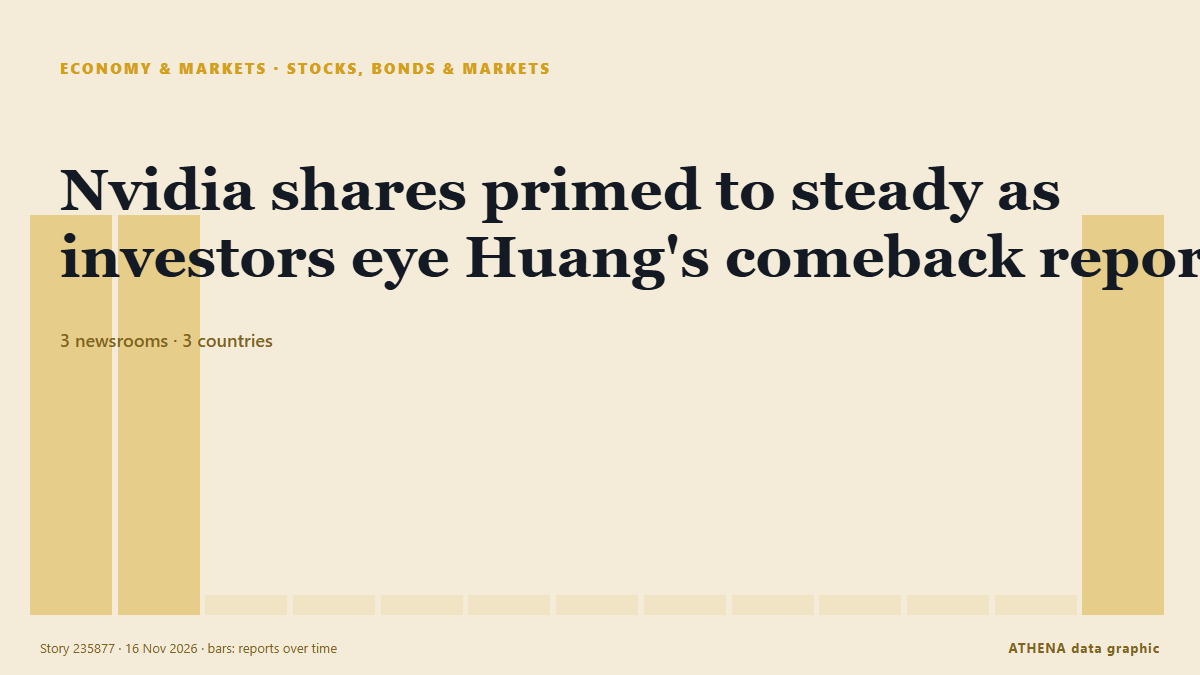 ECONOMY & MARKETS · STOCKS, BONDS & MARKETS
Nvidia shares primed to steady as
investors eye Huang's comeback repor
3 newsrooms · 3 countries
Story 235877 · 16 Nov 2026 · bars: reports over time
ATHENA data graphic